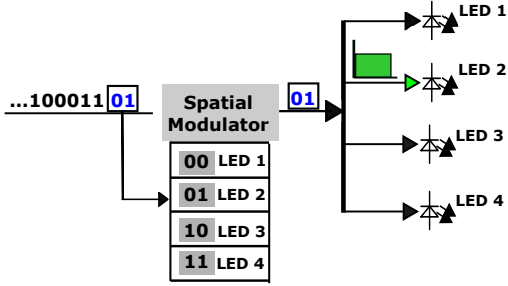 ...100011 01
Spatial
Modulator
00 LED 1
01 LED 2
10 LED 3
11 LED 4
01
LED 1
LED 2
LED 3
LED 4